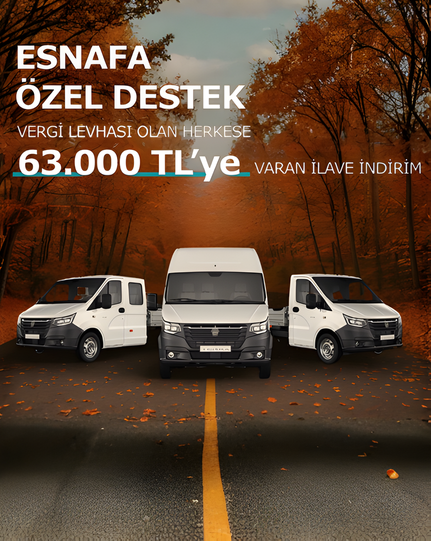 ESNAFA
ÖZEL DESTEK
VERGİ LEVHASI OLAN HERKESE
63.000 TL’ye VARAN İLAVE İNDİRİM